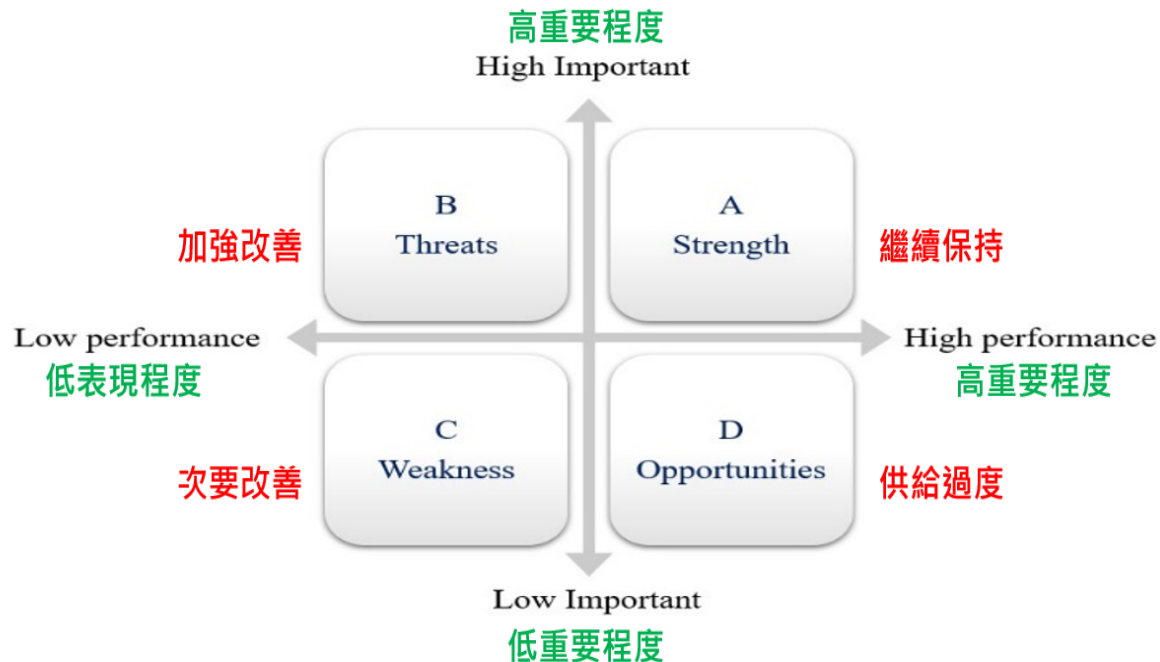 高重要程度
High Important
B
Threats
A
Strength
加強改善
繼續保持
Low performance
低表現程度
High performance
高重要程度
C
Weakness
D
Opportunities
次要改善
供給過度
Low Important
低重要程度